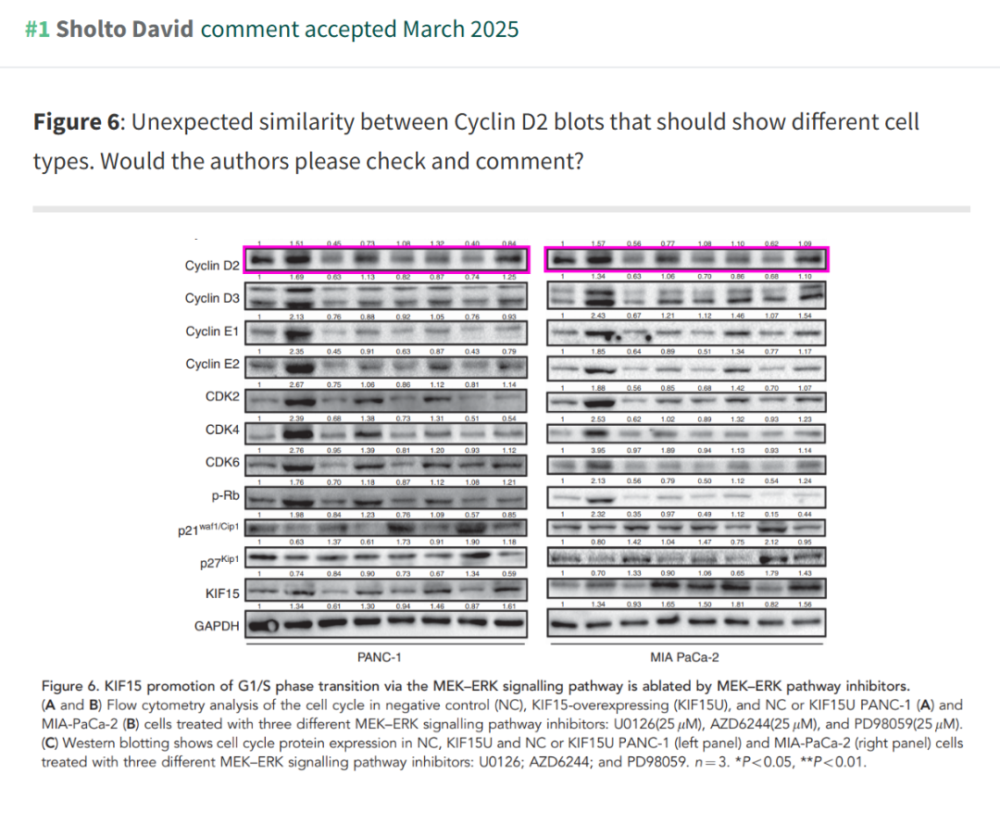 #1 Sholto David comment accepted March 2025
Figure 6: Unexpected similarity between Cyclin D2 blots that should show different cell
types. Would the authors please check and comment?
1 1.51 0.45 0.73 1.08 1.32 0.40 0.84 1 1.57 0.56 0.77 1.08 1.10 0.62 1.09
Cyclin D2
1 1.69 0.63 1.13 0.82 0.87 0.74 1.25 1 1.34 0.63 1.06 0.70 0.86 0.68 1.10
Cyclin D3
1 2.13 0.76 0.88 0.92 1.05 0.76 0.93 1 2.43 0.67 1.21 1.12 1.46 1.07 1.54
Cyclin E1
1 2.35 0.45 0.91 0.63 0.87 0.43 0.79 1 1.85 0.64 0.89 0.51 1.34 0.77 1.17
Cyclin E2
1 2.67 0.75 1.06 0.86 1.12 0.81 1.14 1 1.88 0.56 0.85 0.68 1.42 0.70 1.07
CDK2
1 2.39 0.68 1.38 0.73 1.31 0.51 0.54 1 2.53 0.62 1.02 0.89 1.32 0.93 1.23
CDK4
1 2.76 0.95 1.39 0.81 1.20 0.93 1.12 1 3.95 0.97 1.89 0.94 1.13 0.93 1.14
CDK6
1 1.76 0.70 1.18 0.87 1.12 1.08 1.21 1 2.13 0.56 0.79 0.50 1.12 0.54 1.24
p-Rb
1 1.98 0.84 1.23 0.76 1.09 0.57 0.85 1 2.32 0.35 0.97 0.49 1.12 0.15 0.44
p21waf1/Cip1
1 0.63 1.37 0.61 1.73 0.91 1.90 1.18 1 0.80 1.42 1.04 1.47 0.75 2.12 0.95
p27Kip1
1 0.74 0.84 0.90 0.73 0.67 1.34 0.59 1 0.70 1.33 0.90 1.06 0.65 1.79 1.43
KIF15
1 1.34 0.61 1.30 0.94 1.46 0.87 1.61 1 1.34 0.93 1.65 1.50 1.81 0.82 1.56
GAPDH
PANC-1 MIA PaCa-2
Figure 6. KIF15 promotion of G1/S phase transition via the MEK–ERK signalling pathway is ablated by MEK–ERK pathway inhibitors.
(A and B) Flow cytometry analysis of the cell cycle in negative control (NC), KIF15-overexpressing (KIF15U), and NC or KIF15U PANC-1 (A) and
MIA-PaCa-2 (B) cells treated with three different MEK–ERK signalling pathway inhibitors: U0126(25 μM), AZD6244(25 μM), and PD98059(25 μM).
(C) Western blotting shows cell cycle protein expression in NC, KIF15U and NC or KIF15U PANC-1 (left panel) and MIA-PaCa-2 (right panel) cells
treated with three different MEK–ERK signalling pathway inhibitors: U0126; AZD6244; and PD98059. n=3. *P<0.05, **P<0.01.